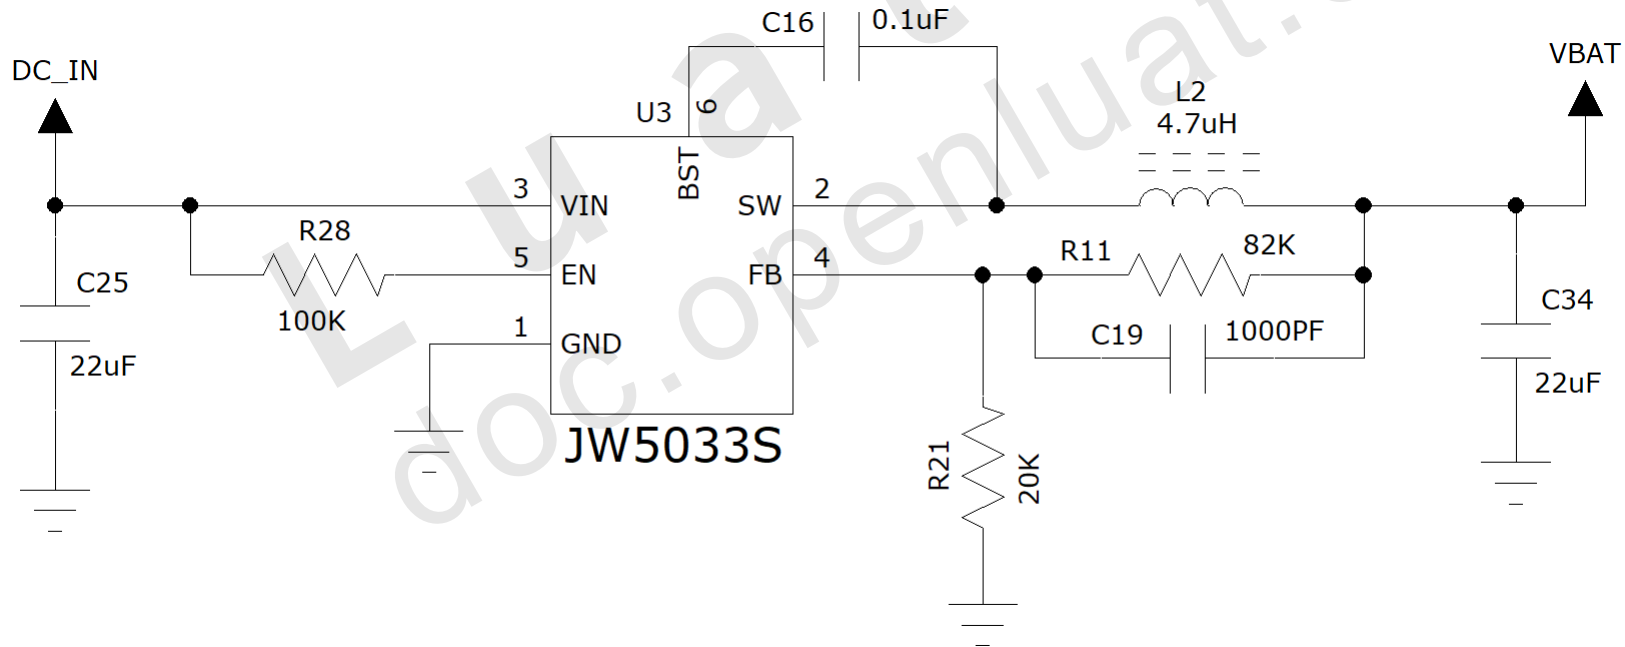 C16
0.1uF
DC_IN
VBAT
U3
6
L2
4.7uH
BST
3
VIN
SW
2
R28
100K
5
EN
FB
4
R11
82K
C25
22uF
1
GND
C19
1000PF
C34
22uF
JW5033S
R21
20K
Luat
doc.openluat.